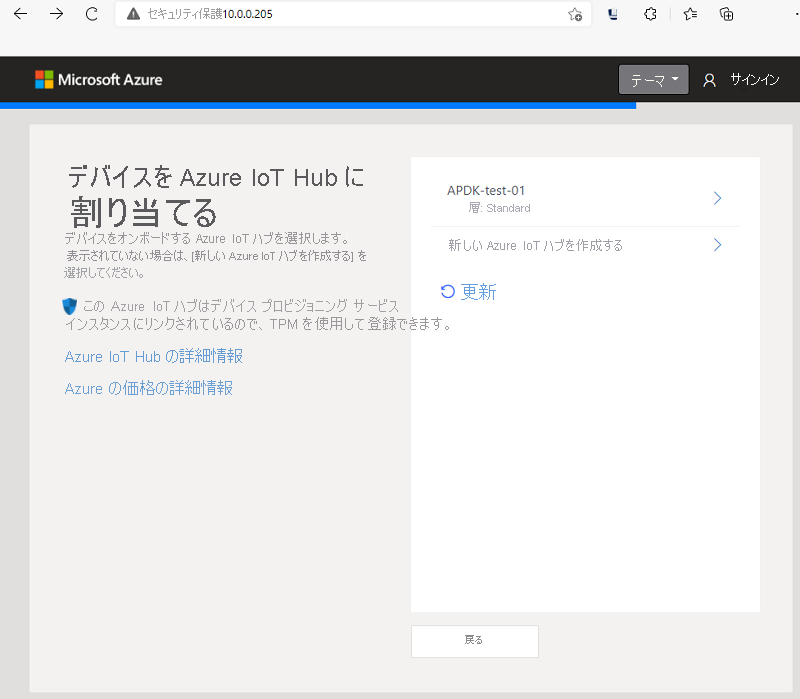 セキュリティ保護10.0.0.205
Microsoft Azure
テーマ
サインイン
デバイスを Azure IoT Hub に
割り当てる
デバイスをオンボードする Azure IoT ハブを選択します。
表示されていない場合は、[新しい Azure IoT ハブを作成する] を
選択してください。
この Azure IoT ハブはデバイス プロビジョニング サービス
インスタンスにリンクされているので、TPM を使用して登録できます。
Azure IoT Hub の詳細情報
Azure の価格の詳細情報
APDK-test-01
層: Standard
新しい Azure IoT ハブを作成する
更新
戻る